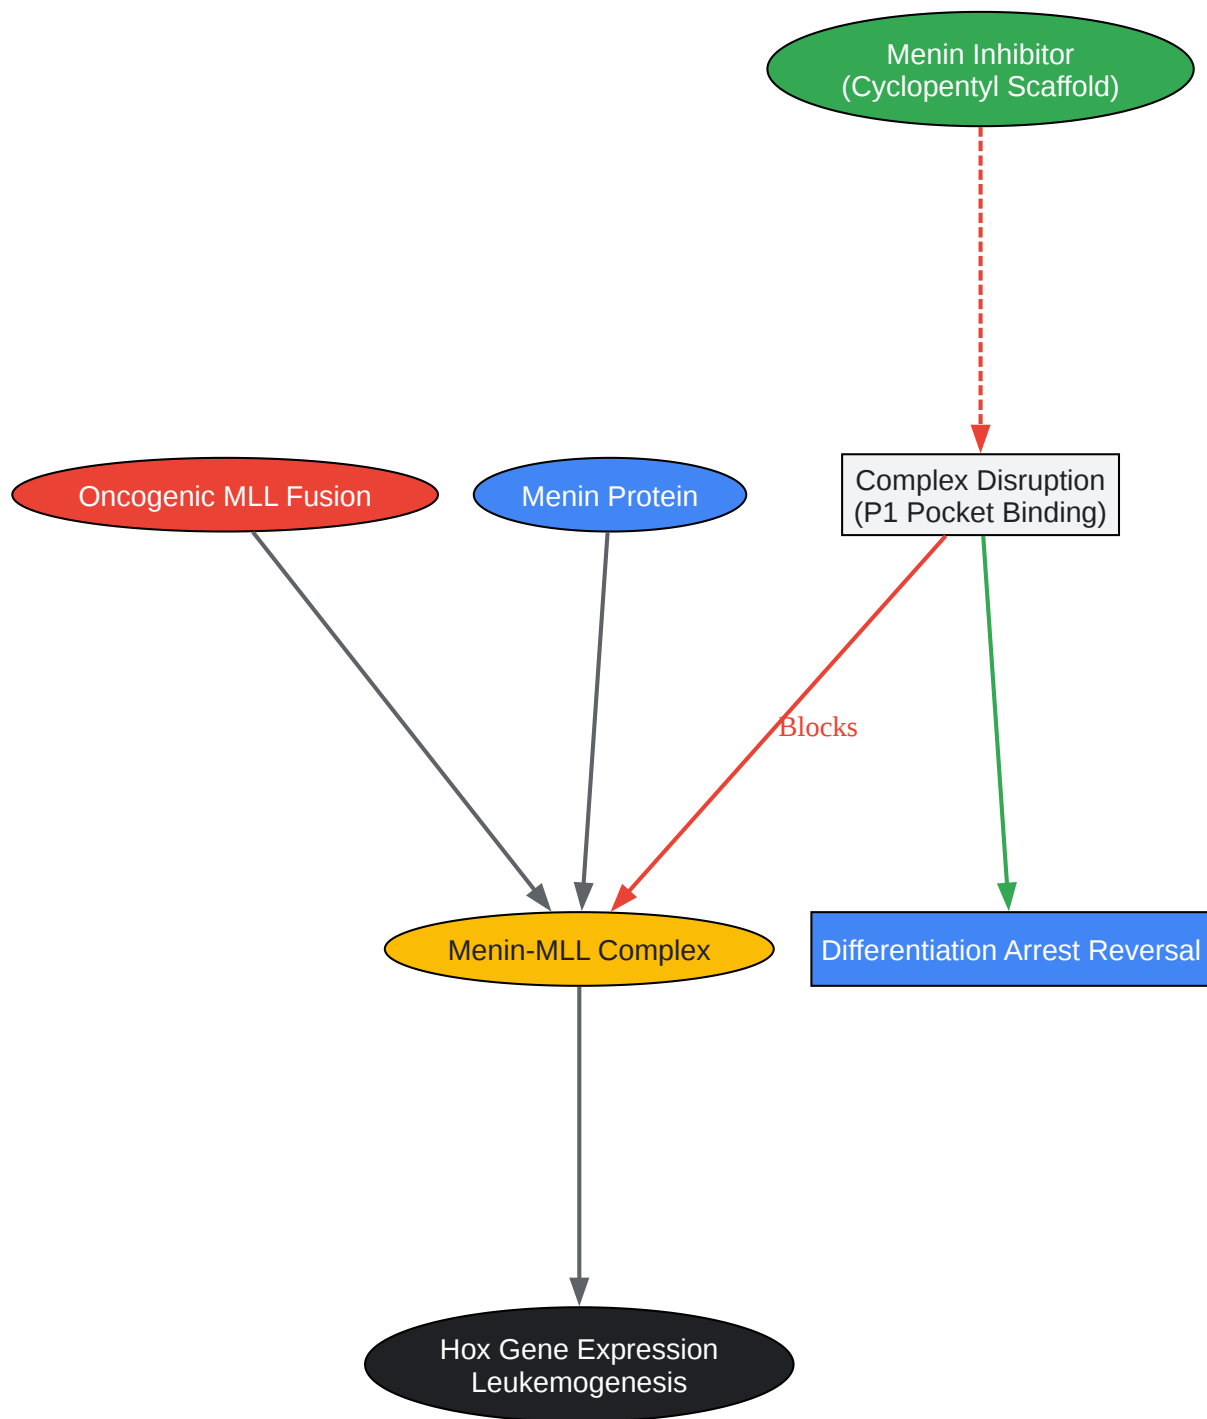 Menin Inhibitor
(Cyclopentyl Scaffold)
Oncogenic MLL Fusion
Menin Protein
Complex Disruption
(P1 Pocket Binding)
Blocks
Menin-MLL Complex
Differentiation Arrest Reversal
Hox Gene Expression
Leukemogenesis